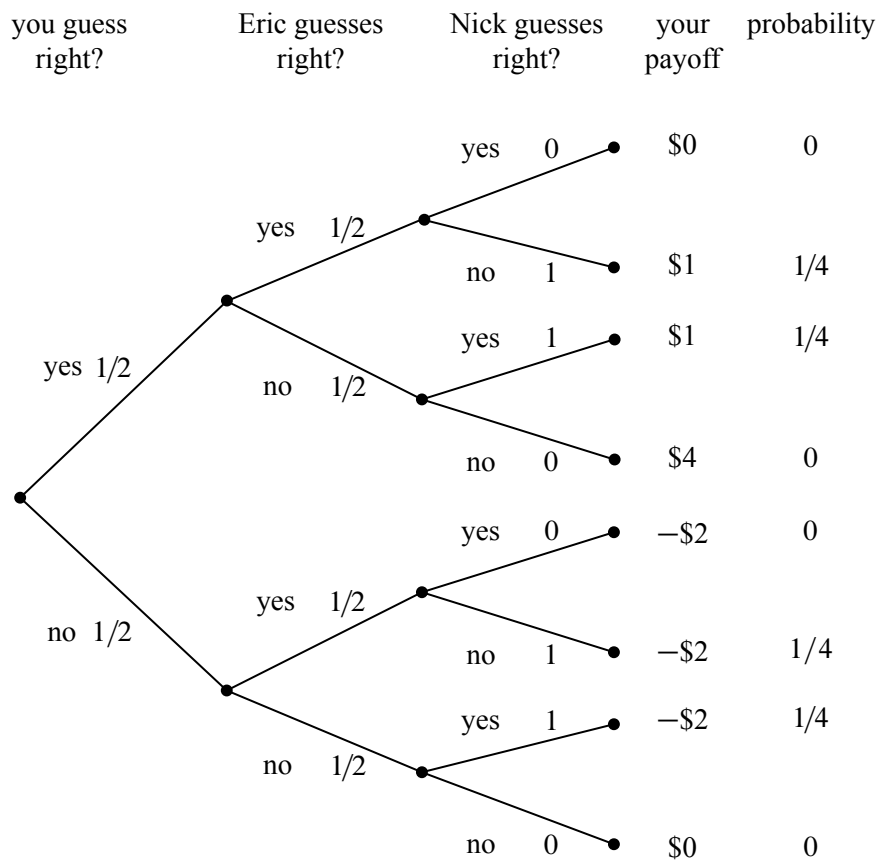 you guess right? Eric guesses right? Nick guesses right? your payoff probability
yes 0 $0 0
yes 1/2
no 1 $1 1/4
yes 1 $1 1/4
yes 1/2
no 1/2
no 0 $4 0
yes 0 −$2 0
yes 1/2
no 1/2
no 1 −$2 1/4
yes 1 −$2 1/4
no 1/2
no 0 $0 0